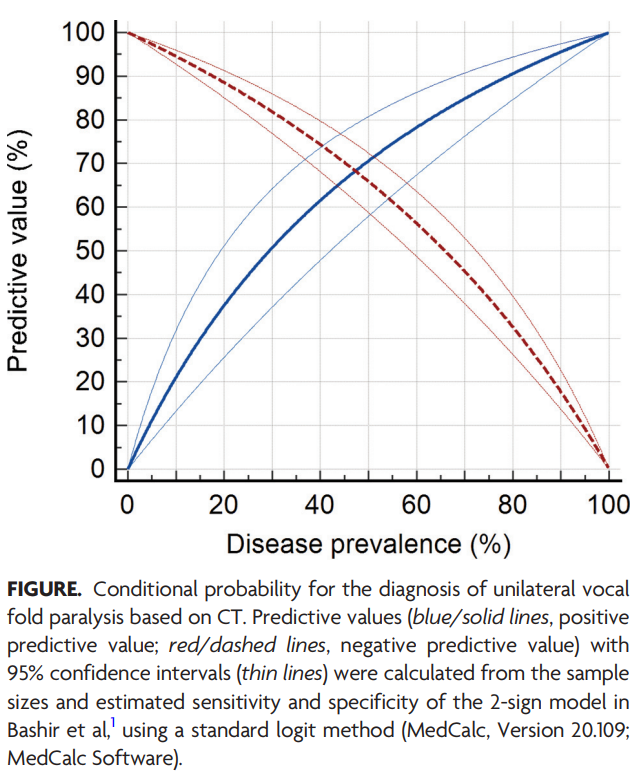 100
90
80
70
60
50
40
30
20
10
0
Predictive value (%)
0 20 40 60 80 100
Disease prevalence (%)
FIGURE. Conditional probability for the diagnosis of unilateral vocal
fold paralysis based on CT. Predictive values (blue/solid lines, positive
predictive value; red/dashed lines, negative predictive value) with
95% confidence intervals (thin lines) were calculated from the sample
sizes and estimated sensitivity and specificity of the 2-sign model in
Bashir et al,1 using a standard logit method (MedCalc, Version 20.109;
MedCalc Software).